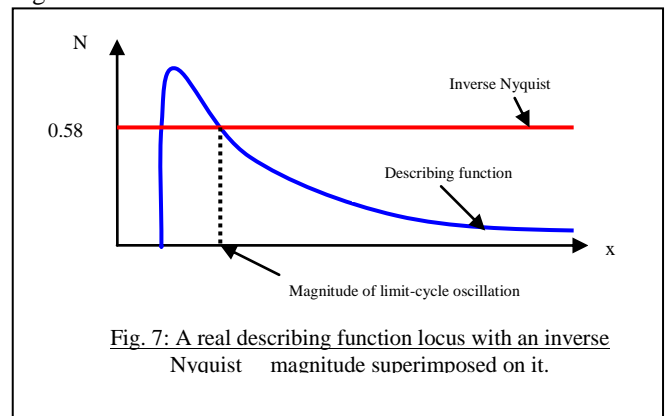 N
Inverse Nyquist
0.58
Describing function
x
Magnitude of limit-cycle oscillation
Fig. 7: A real describing function locus with an inverse
Nyquist magnitude superimposed on it.